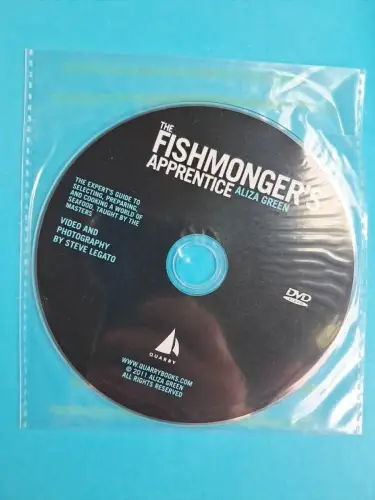 THE
FISHMONGER'S
APPRENTICE ALIZA GREEN
THE EXPERT'S GUIDE TO
SELECTING, PREPARING,
AND COOKING A WORLD OF
SEAFOOD, TAUGHT BY THE
MASTERS
VIDEO AND
PHOTOGRAPHY
BY STEVE LEGATO
DVD
VIDEO
QUARRY
WWW.QUARRYBOOKS.COM
© 2011 ALIZA GREEN
ALL RIGHTS RESERVED